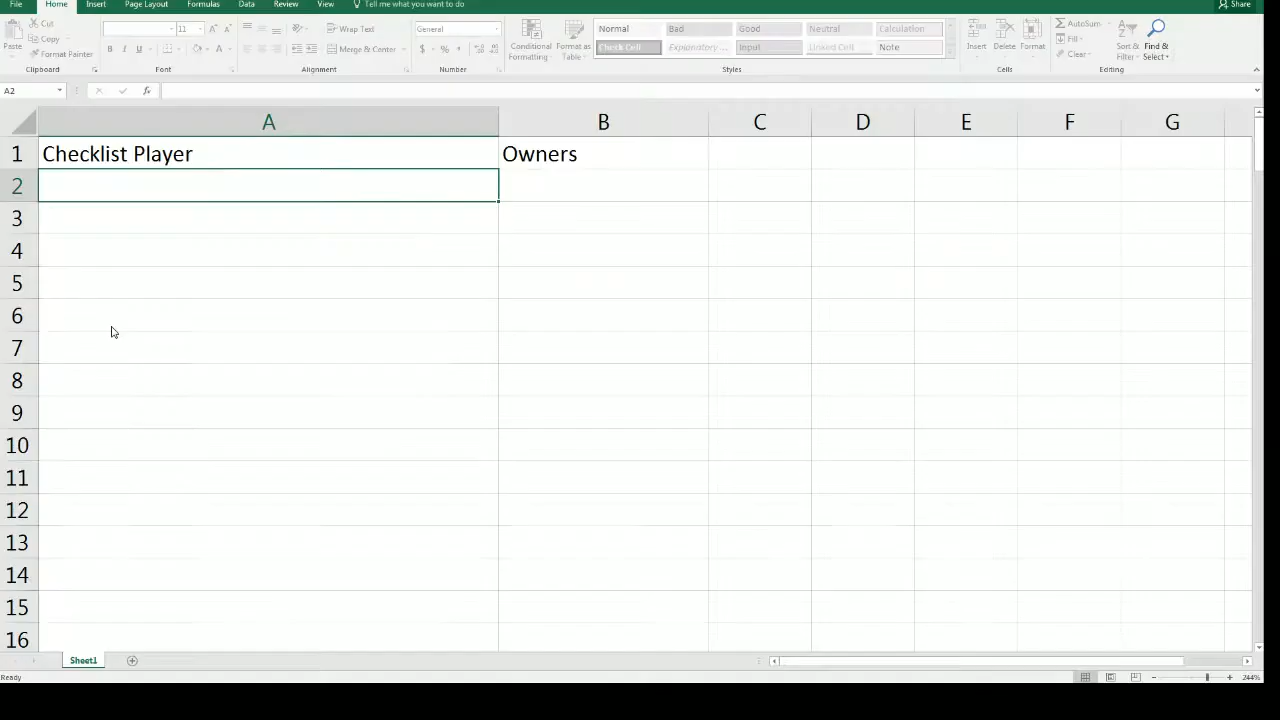 File Home Insert Page Layout Formulas Data Review View Tell me what you want to do Share
Cut
Copy
Format Painter
Paste
Clipboard
11
B I U
Font
Wrap Text
Merge & Center
Alignment
General
$ % ,
Number
Conditional Formatting
Format as Table
Normal Bad Good Neutral Calculation
Check Cell Explanatory... Input Linked Cell Note
Styles
Insert Delete Format
Cells
AutoSum
Fill
Clear
Sort & Filter
Find & Select
Editing
A2 fx
A B C D E F G
1 Checklist Player Owners
2
3
4
5
6
7
8
9
10
11
12
13
14
15
16
Sheet1
Ready 244%